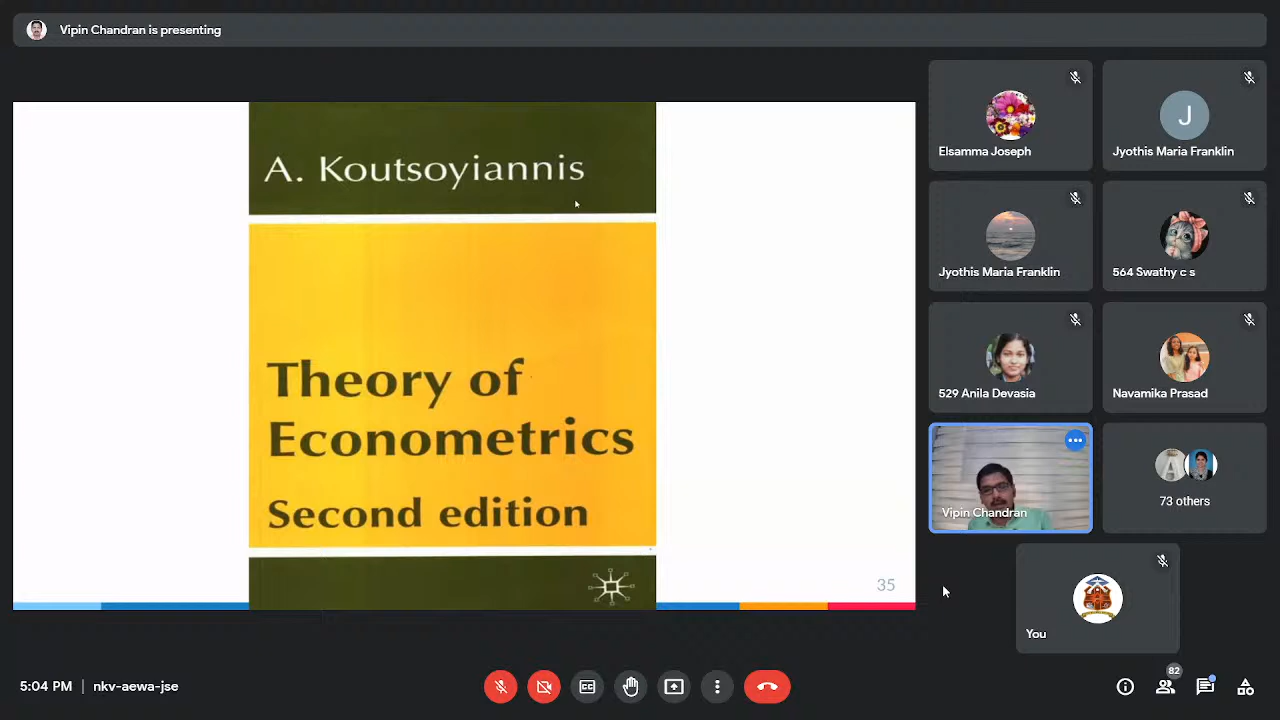 Vipin Chandran is presenting
A. Koutsoyiannis
Theory of
Econometrics
Second edition
35
Elsamma Joseph
J
Jyothis Maria Franklin
Jyothis Maria Franklin
564 Swathy c s
529 Anila Devasia
Navamika Prasad
Vipin Chandran
A
73 others
You
5:04 PM | nkv-aewa-jse
CC
82